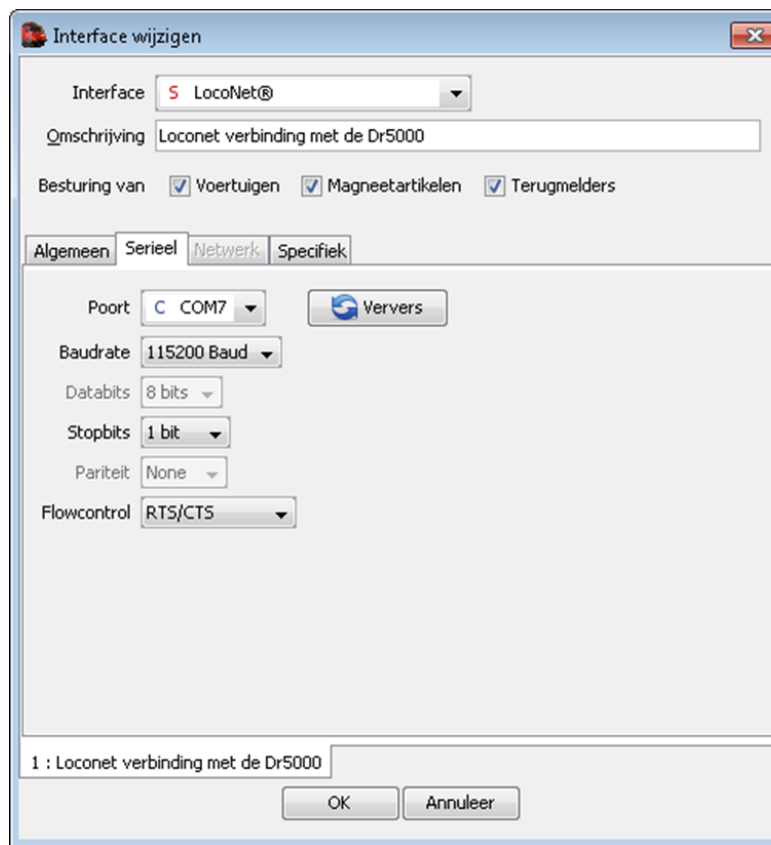 Interface wijzigen
Interface S LocoNet®
Omschrijving Loconet verbinding met de Dr5000
Besturing van Voertuigen Magneetartikelen Terugmelders
Algemeen Serieel Netwerk Specifiek
Poort C COM7 Ververs
Baudrate 115200 Baud
Databits 8 bits
Stopbits 1 bit
Pariteit None
Flowcontrol RTS/CTS
1 : Loconet verbinding met de Dr5000
OK Annuleer